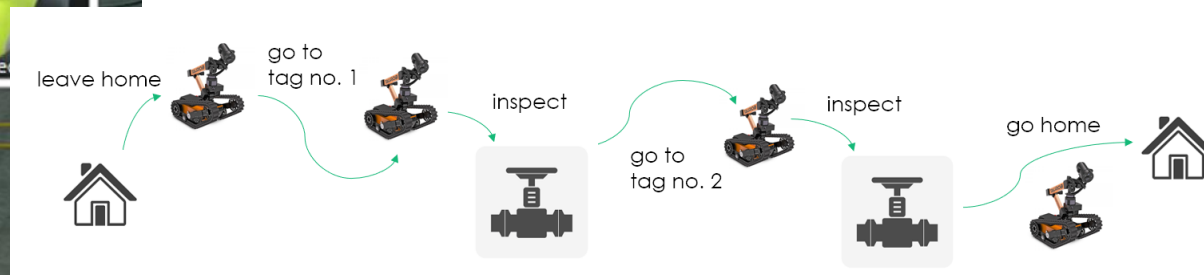 leave home
go to
tag no. 1
inspect
go to
tag no. 2
inspect
go home